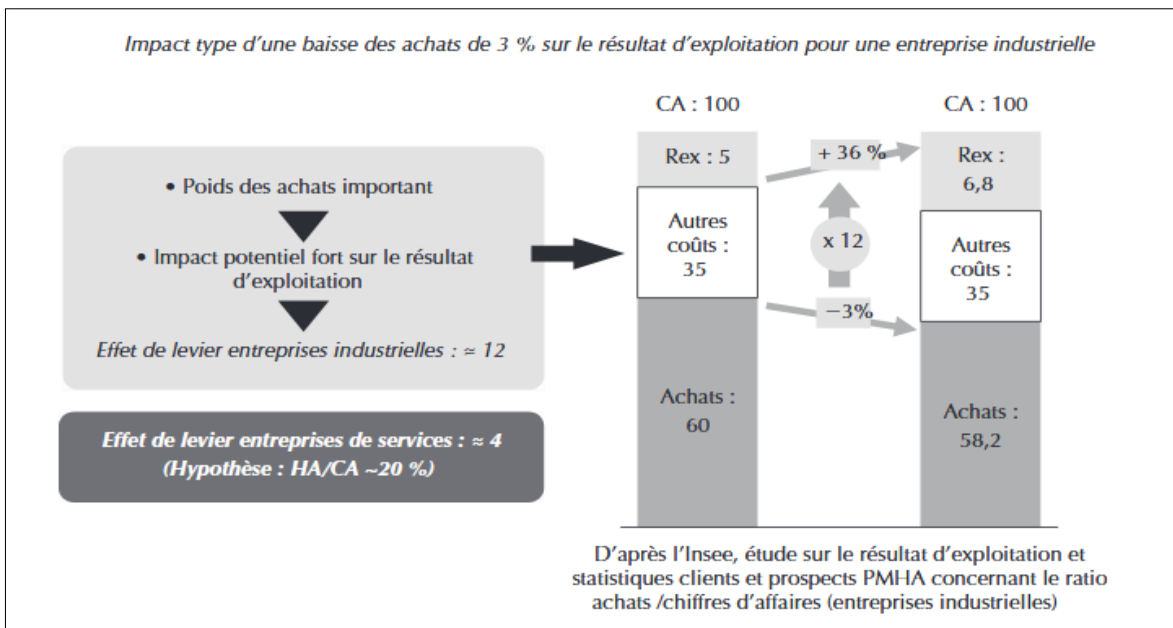 Impact type d'une baisse des achats de 3 % sur le résultat d'exploitation pour une entreprise industrielle
• Poids des achats important
• Impact potentiel fort sur le résultat
d'exploitation
Effet de levier entreprises industrielles : ≈ 12
Effet de levier entreprises de services : ≈ 4
(Hypothèse : HA/CA ~20 %)
CA : 100
Rex : 5
Autres
coûts :
35
Achats :
60
+ 36 %
x 12
−3%
CA : 100
Rex :
6,8
Autres
coûts :
35
Achats :
58,2
D'après l'Insee, étude sur le résultat d'exploitation et
statistiques clients et prospects PMHA concernant le ratio
achats /chiffres d'affaires (entreprises industrielles)